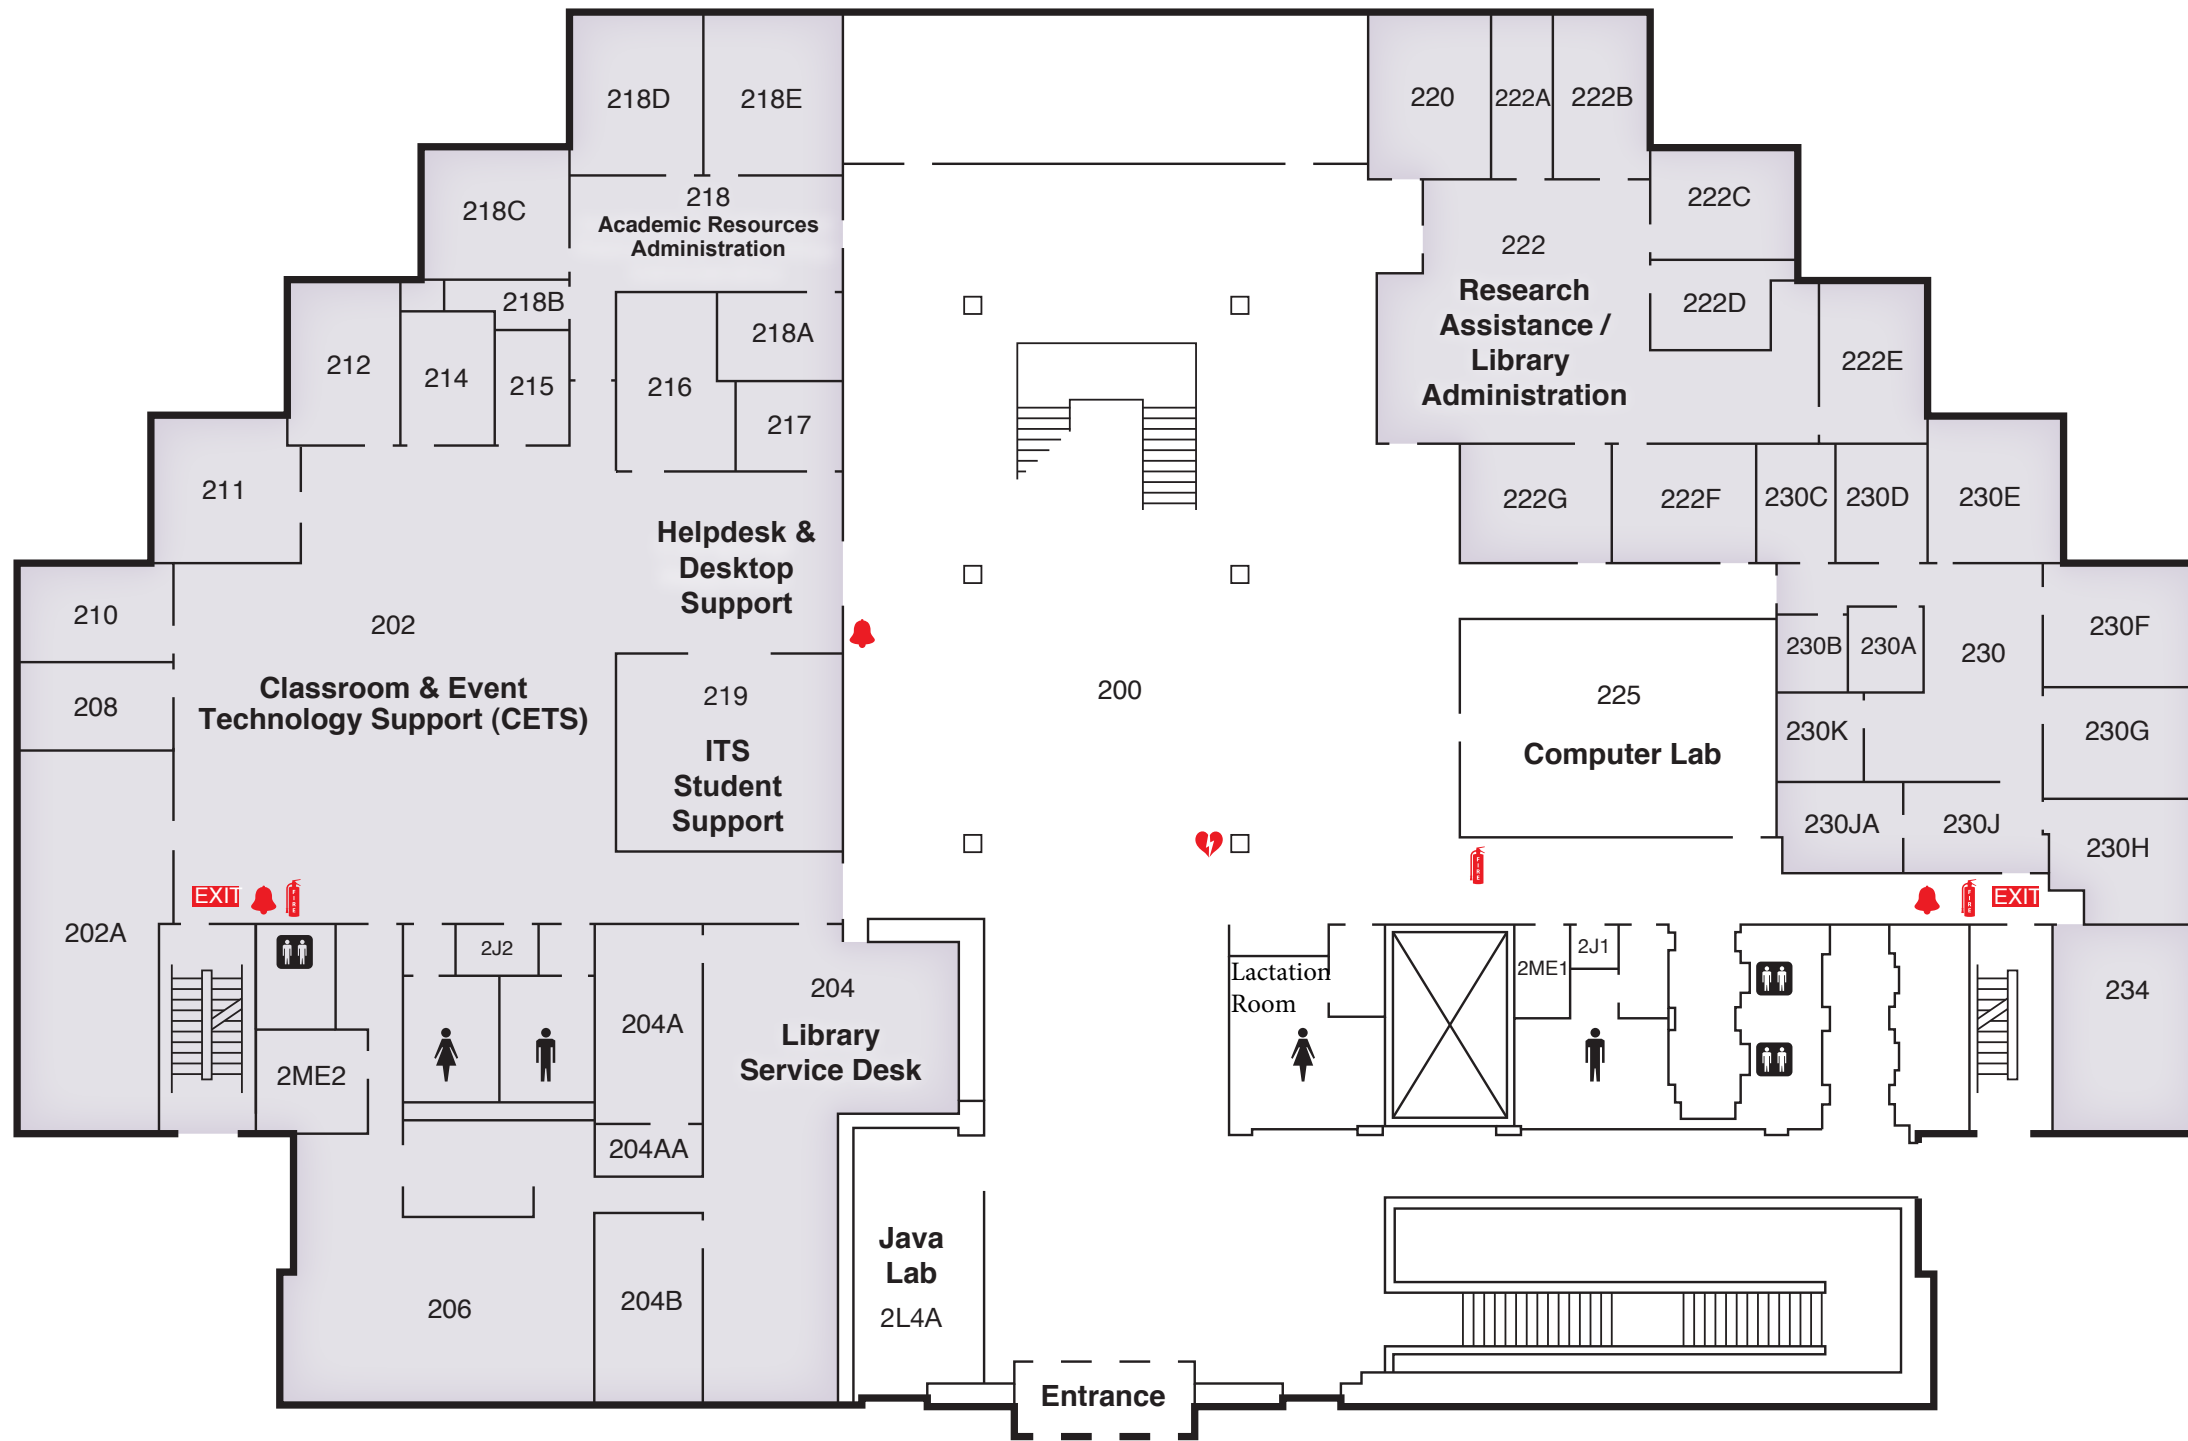 218D
218E
220
222A
222B
218C
218
Academic Resources
Administration
222C
222
218B
Research
Assistance /
Library
Administration
222D
218A
212
214
215
216
217
222E
211
222G
222F
230C
230D
230E
Helpdesk &
Desktop
Support
210
202
230F
230B
230A
230
208
Classroom & Event
Technology Support (CETS)
219
ITS
Student
Support
200
225
Computer Lab
230K
230G
230JA
230J
230H
EXIT
FIRE
FIRE
FIRE
EXIT
202A
2J2
204
Library
Service Desk
204A
Lactation
Room
2ME1
2J1
234
2ME2
204AA
Java
Lab
2L4A
206
204B
Entrance